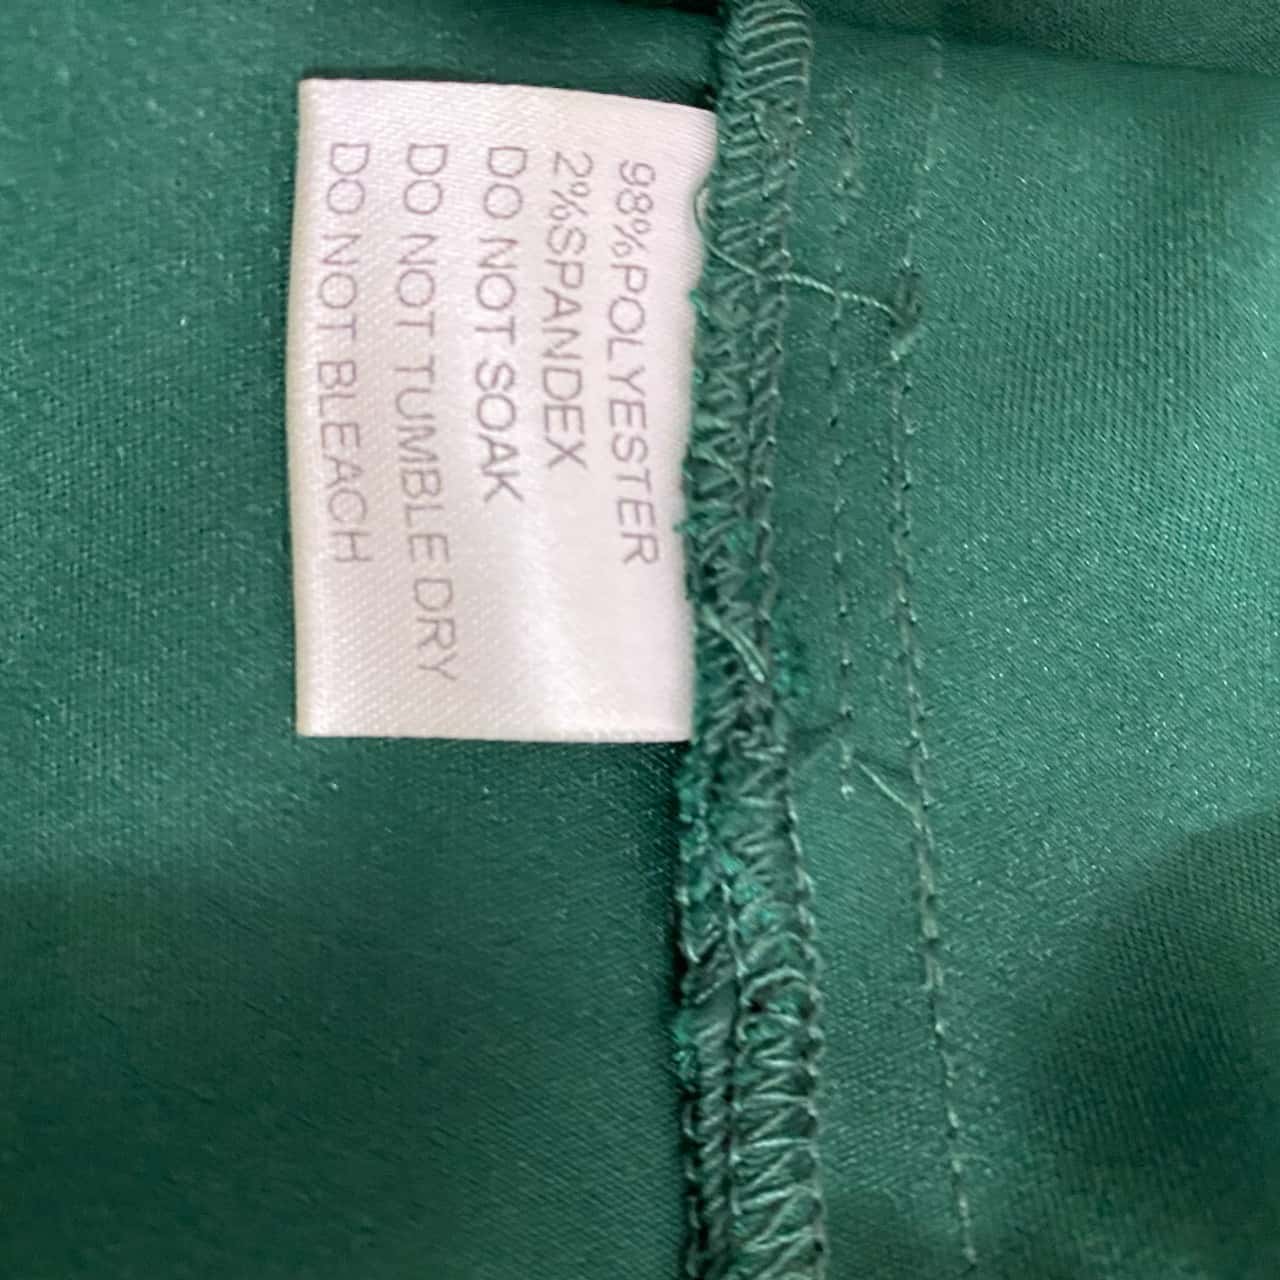 98%POLYESTER
2%SPANDEX
DO NOT SOAK
DO NOT TUMBLE DRY
DO NOT BLEACH